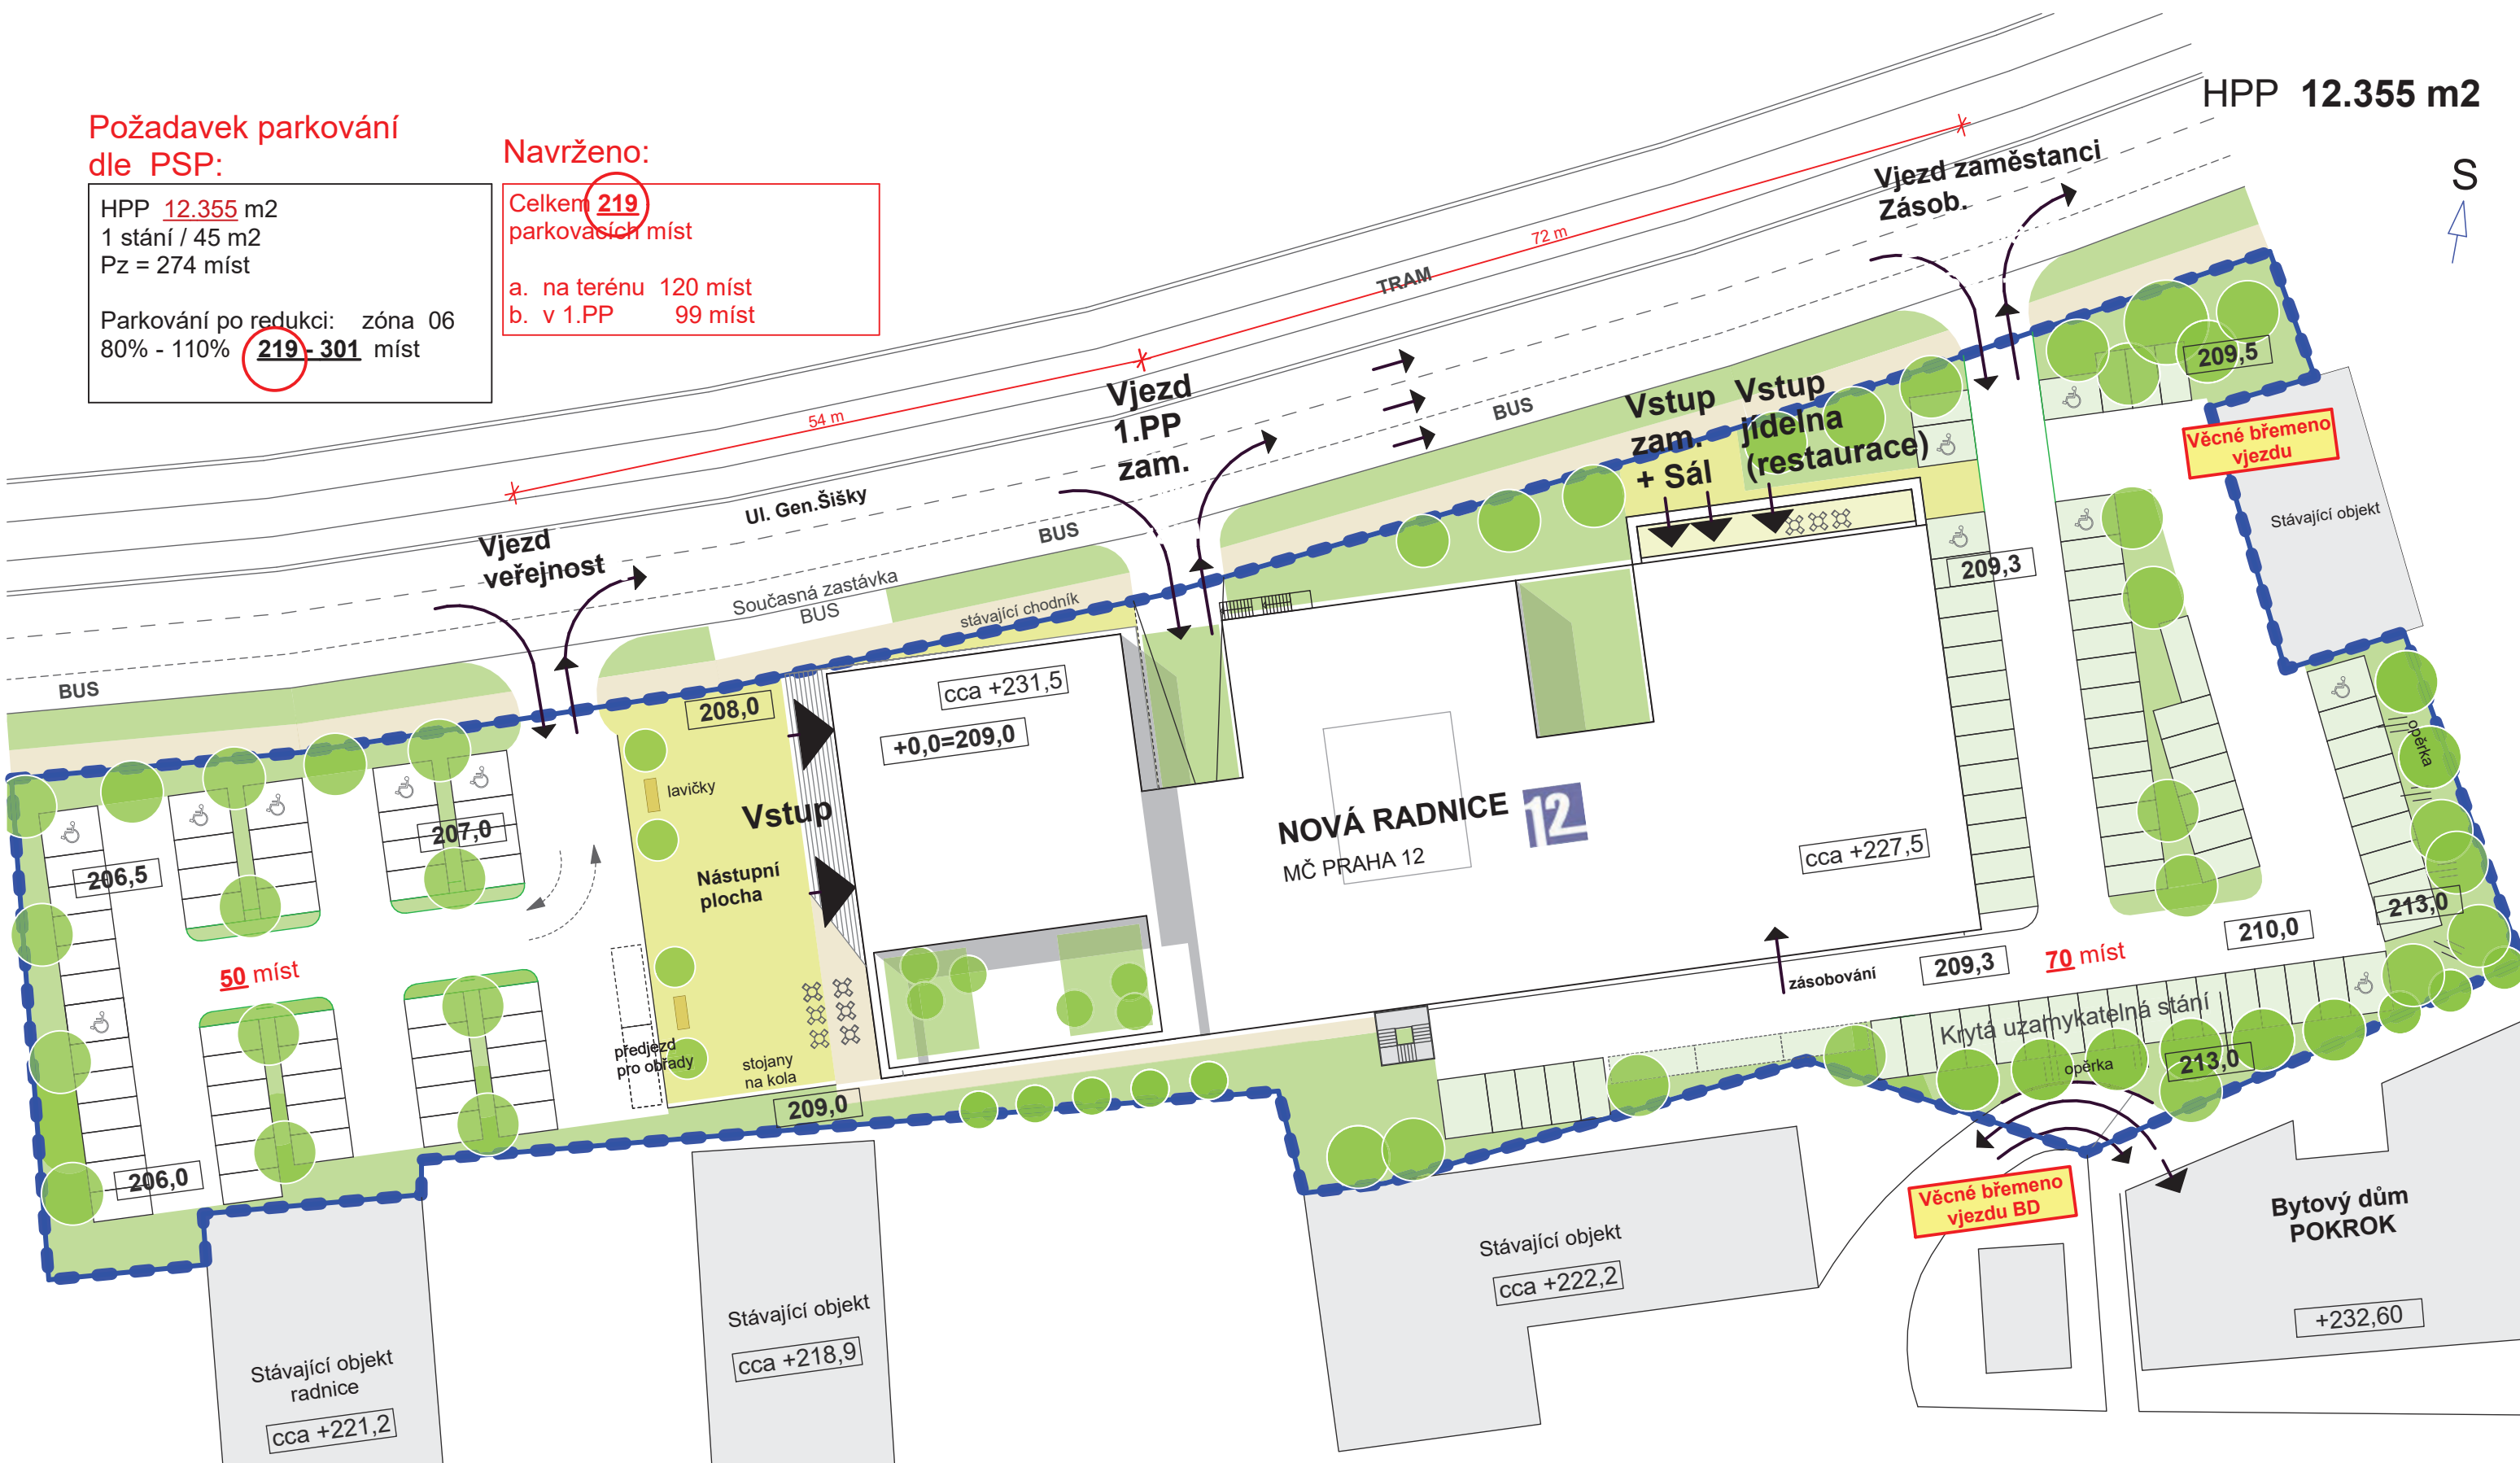 HPP 12.355 m2
S
Požadavek parkování
dle PSP:
HPP 12.355 m2
1 stání / 45 m2
Pz = 274 míst
Parkování po redukci: zóna 06
80% - 110% 219 - 301 míst
Navrženo:
Celkem 219
parkovacích míst
a. na terénu 120 míst
b. v 1.PP 99 míst
Vjezd zaměstanci
Zásob.
72 m
TRAM
54 m
Vjezd
1.PP
zam.
BUS
Vstup
zam.
+ Sál
Vstup
jídelna
(restaurace)
209,5
Věcné břemeno
vjezdu
Stávající objekt
Ul. Gen.Šišky
BUS
Vjezd
veřejnost
Současná zastávka
BUS
stávající chodník
209,3
BUS
208,0
cca +231,5
+0,0=209,0
lavičky
Vstup
Nástupní
plocha
207,0
206,5
50 míst
NOVÁ RADNICE
12
MČ PRAHA 12
cca +227,5
opěrka
213,0
210,0
209,3
70 míst
zásobování
Krytá uzamykatelná stání
opěrka
213,0
předjezd
pro obřady
stojany
na kola
209,0
206,0
Věcné břemeno
vjezdu BD
Bytový dům
POKROK
+232,60
Stávající objekt
cca +222,2
Stávající objekt
cca +218,9
Stávající objekt
radnice
cca +221,2